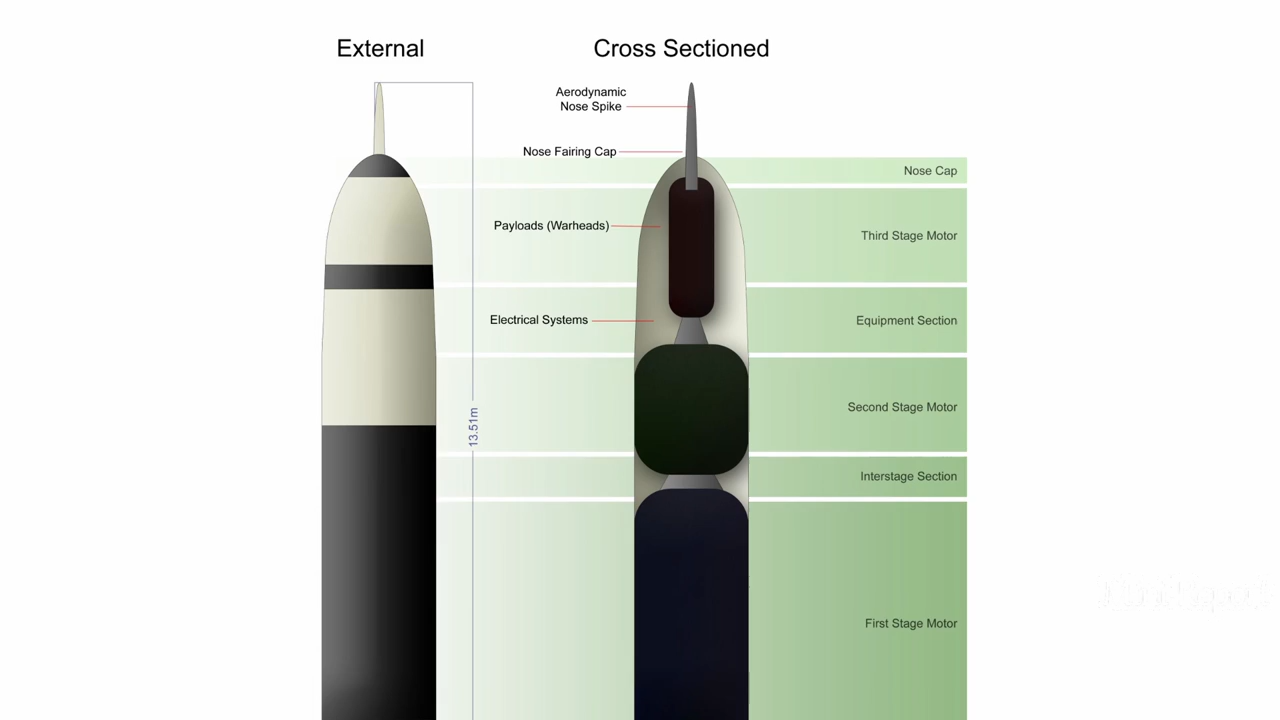 External
Cross Sectioned
Aerodynamic
Nose Spike
Nose Fairing Cap
Nose Cap
Payloads (Warheads)
Third Stage Motor
Electrical Systems
Equipment Section
13.51m
Second Stage Motor
Interstage Section
First Stage Motor